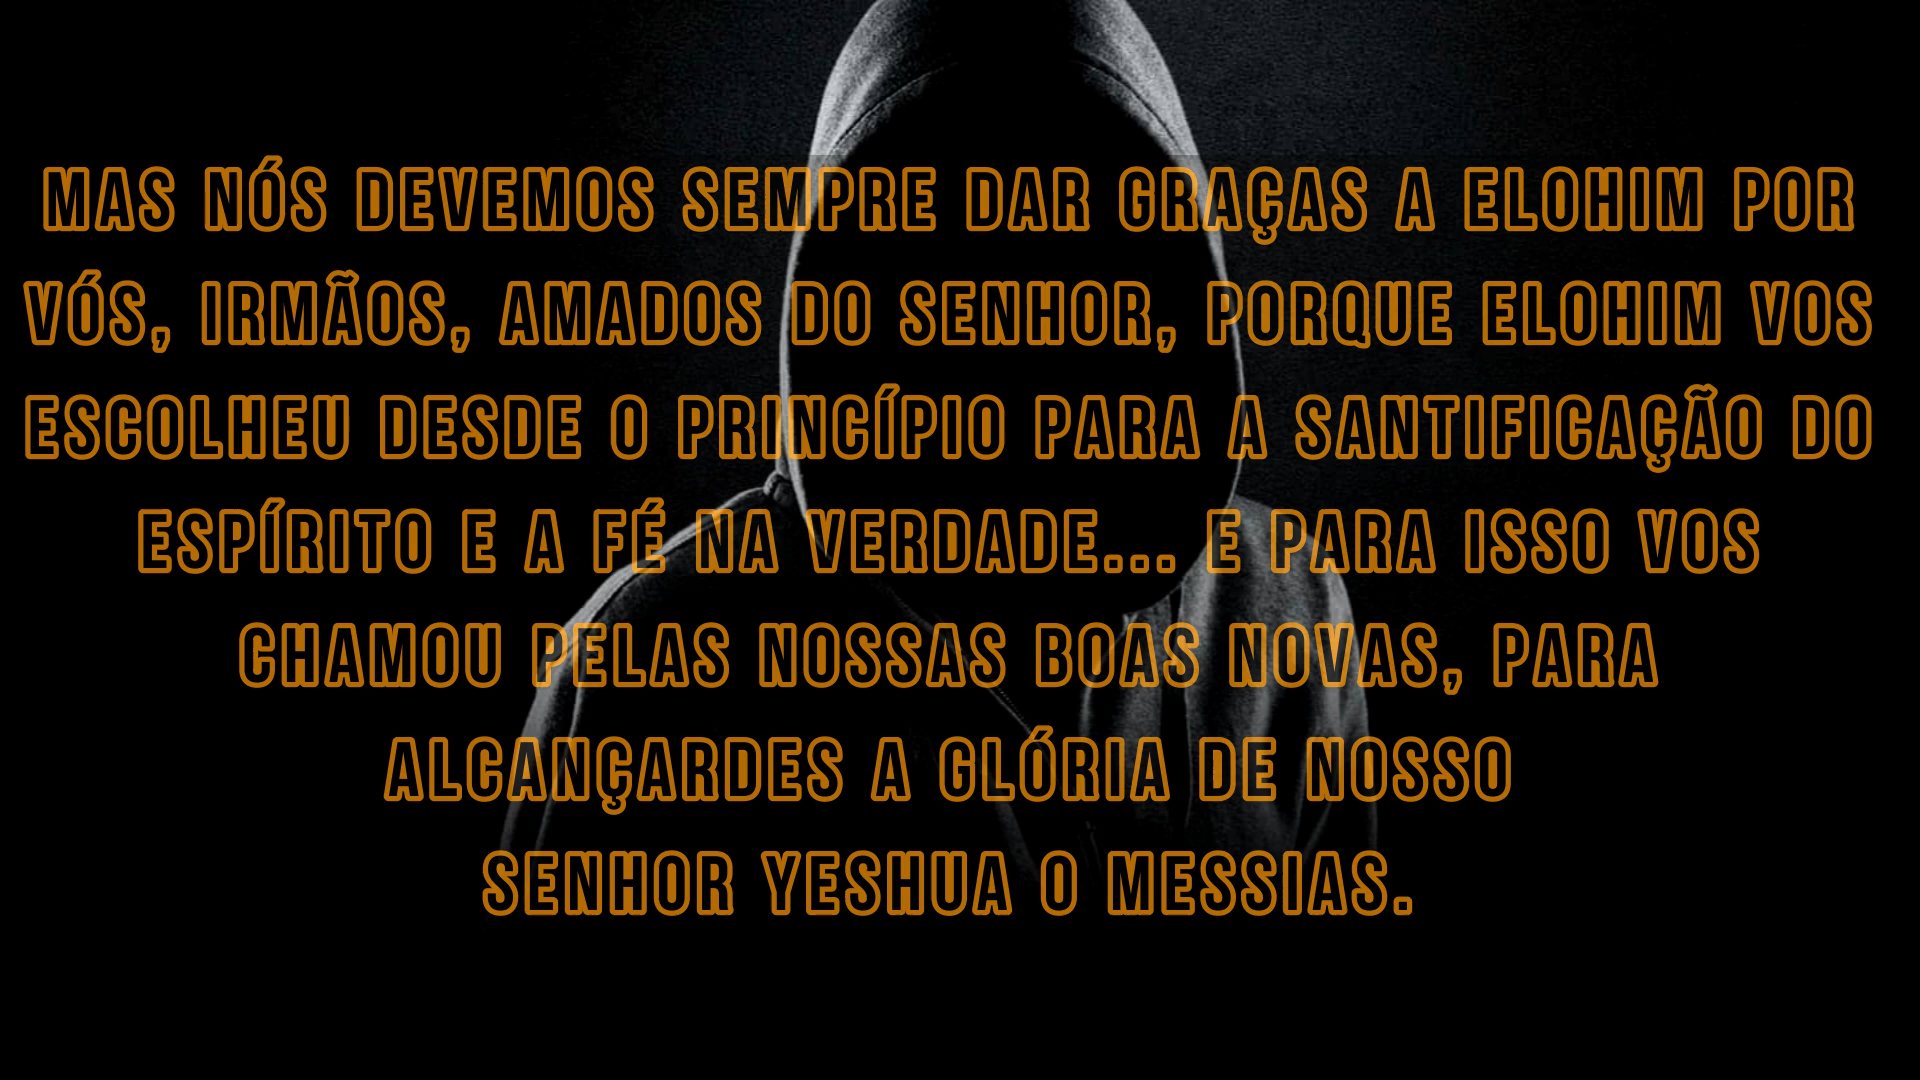 MAS NÓS DEVEMOS SEMPRE DAR GRAÇAS A ELOHIM POR
VÓS, IRMÃOS, AMADOS DO SENHOR, PORQUE ELOHIM VOS
ESCOLHEU DESDE O PRINCÍPIO PARA A SANTIFICAÇÃO DO
ESPÍRITO E A FÉ NA VERDADE... E PARA ISSO VOS
CHAMOU PELAS NOSSAS BOAS NOVAS, PARA
ALCANÇARDES A GLÓRIA DE NOSSO
SENHOR YESHUA O MESSIAS.